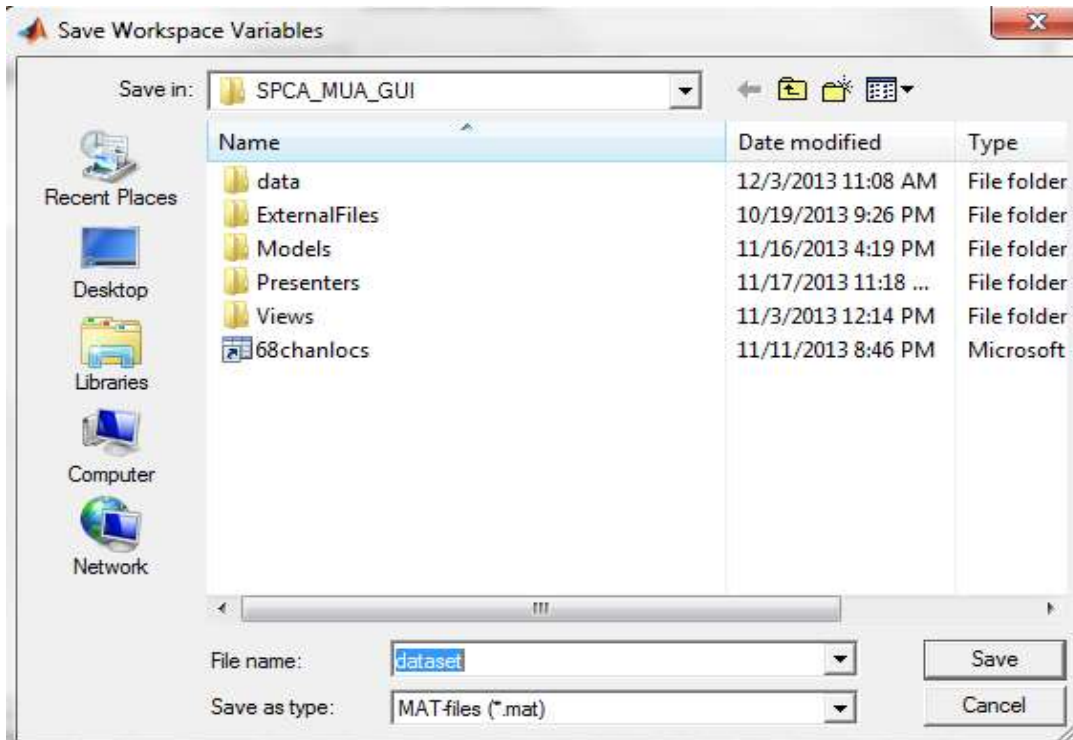 Save Workspace Variables
Save in: SPCA_MUA_GUI
Name Date modified Type
data 12/3/2013 11:08 AM File folder
ExternalFiles 10/19/2013 9:26 PM File folder
Models 11/16/2013 4:19 PM File folder
Presenters 11/17/2013 11:18 ... File folder
Views 11/3/2013 12:14 PM File folder
68chanlocs 11/11/2013 8:46 PM Microsoft
Recent Places
Desktop
Libraries
Computer
Network
File name: dataset Save
Save as type: MAT-files (*.mat) Cancel